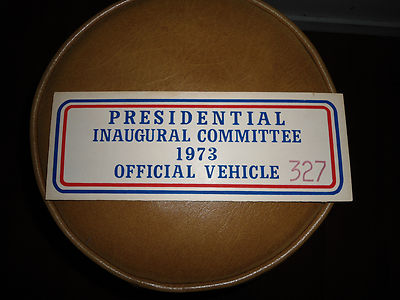 PRESIDENTIAL
INAUGURAL COMMITTEE
1973
OFFICIAL VEHICLE 327